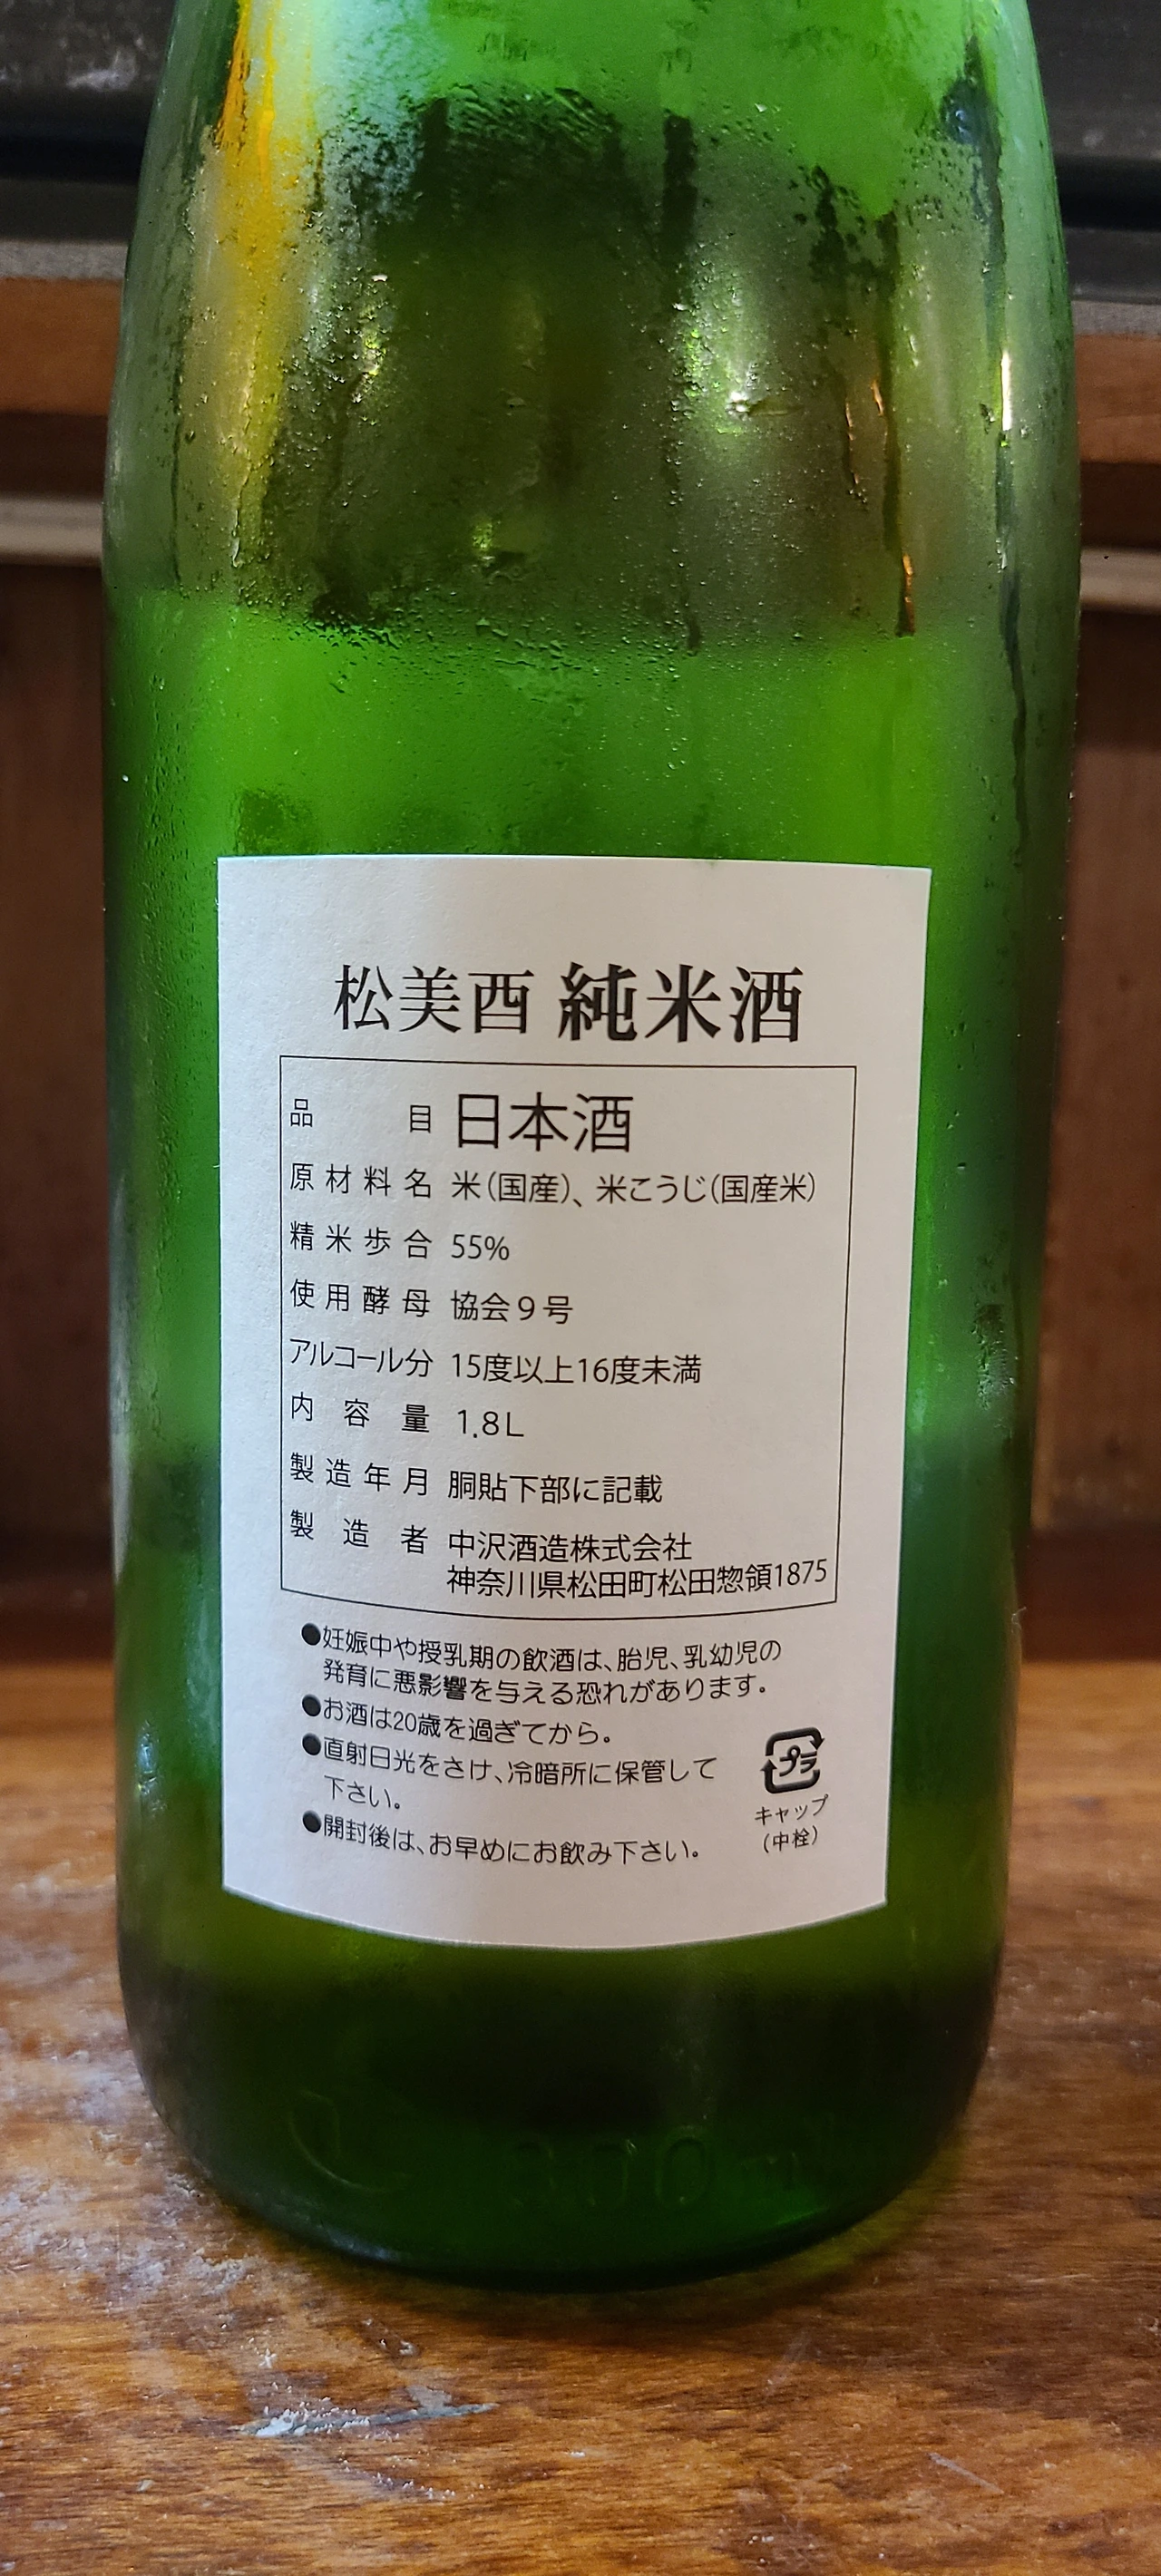 松美酉 純米酒
品目 日本酒
原材料名 米(国産)、米こうじ(国産米)
精米歩合 55%
使用酵母 協会9号
アルコール分 15度以上16度未満
内容量 1.8L
製造年月 胴貼下部に記載
製造者 中沢酒造株式会社
神奈川県松田町松田惣領1875
●妊娠中や授乳期の飲酒は、胎児、乳幼児の
発育に悪影響を与える恐れがあります。
●お酒は20歳を過ぎてから。
●直射日光をさけ、冷暗所に保管して
下さい。
●開封後は、お早めにお飲み下さい。
プラ
キャップ
(中栓)